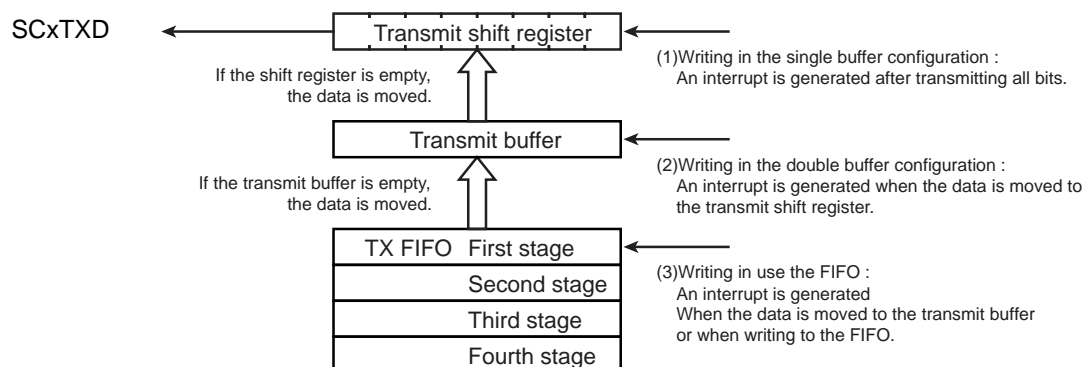 SCxTXD
Transmit shift register
(1)Writing in the single buffer configuration :
An interrupt is generated after transmitting all bits.
If the shift register is empty,
the data is moved.
Transmit buffer
(2)Writing in the double buffer configuration :
An interrupt is generated when the data is moved to
the transmit shift register.
If the transmit buffer is empty,
the data is moved.
TX FIFO First stage
Second stage
Third stage
Fourth stage
(3)Writing in use the FIFO :
An interrupt is generated
When the data is moved to the transmit buffer
or when writing to the FIFO.